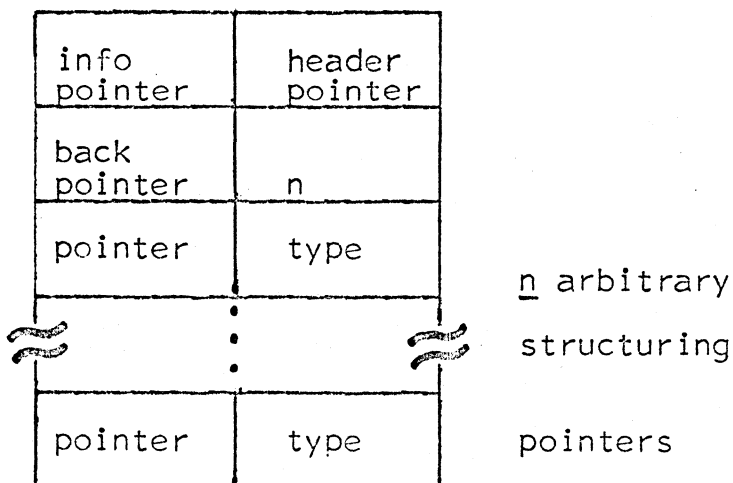 info header
pointer pointer
back
pointer n
pointer type
n arbitrary
structuring
pointer type pointers